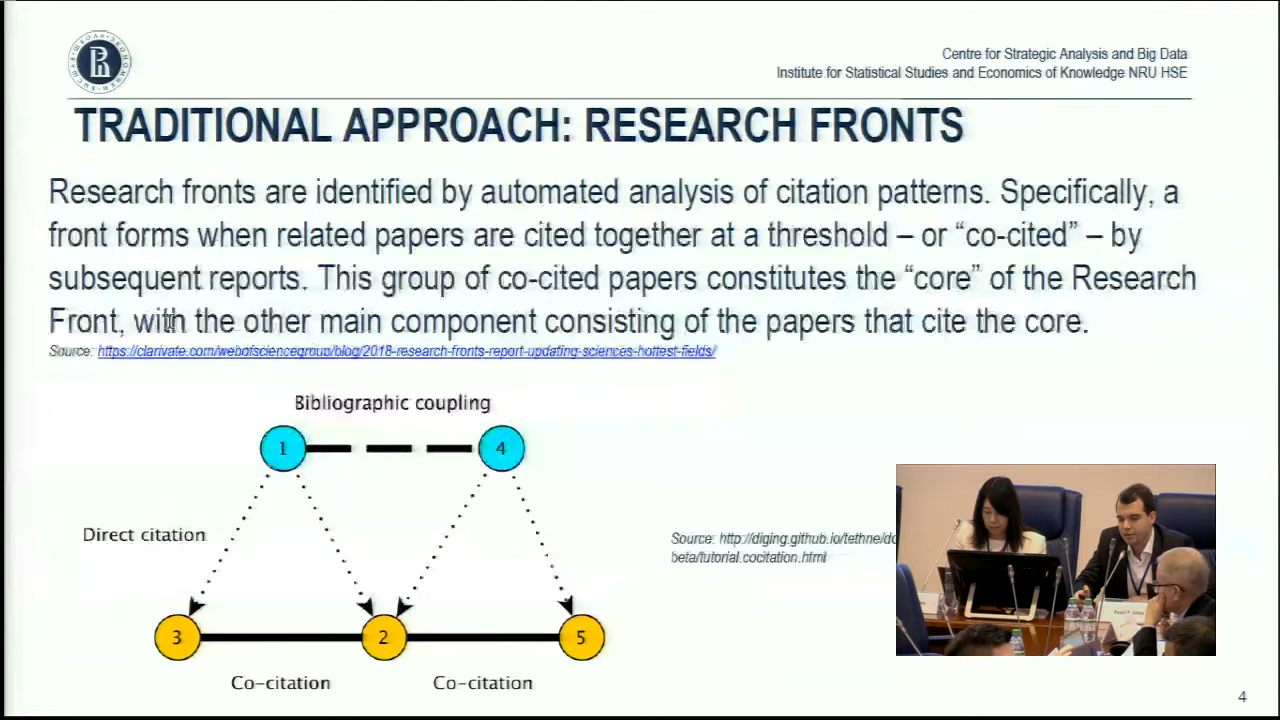 Centre for Strategic Analysis and Big Data
Institute for Statistical Studies and Economics of Knowledge NRU HSE
TRADITIONAL APPROACH: RESEARCH FRONTS
Research fronts are identified by automated analysis of citation patterns. Specifically, a
front forms when related papers are cited together at a threshold – or “co-cited” – by
subsequent reports. This group of co-cited papers constitutes the “core” of the Research
Front, with the other main component consisting of the papers that cite the core.
Source: https://clarivate.com/webofsciencegroup/blog/2018-research-fronts-report-updating-sciences-hottest-fields/
Bibliographic coupling
1
4
Direct citation
Source: http://diging.github.io/tethne/do
beta/tutorial.cocitation.html
3
2
5
Co-citation
Co-citation
4